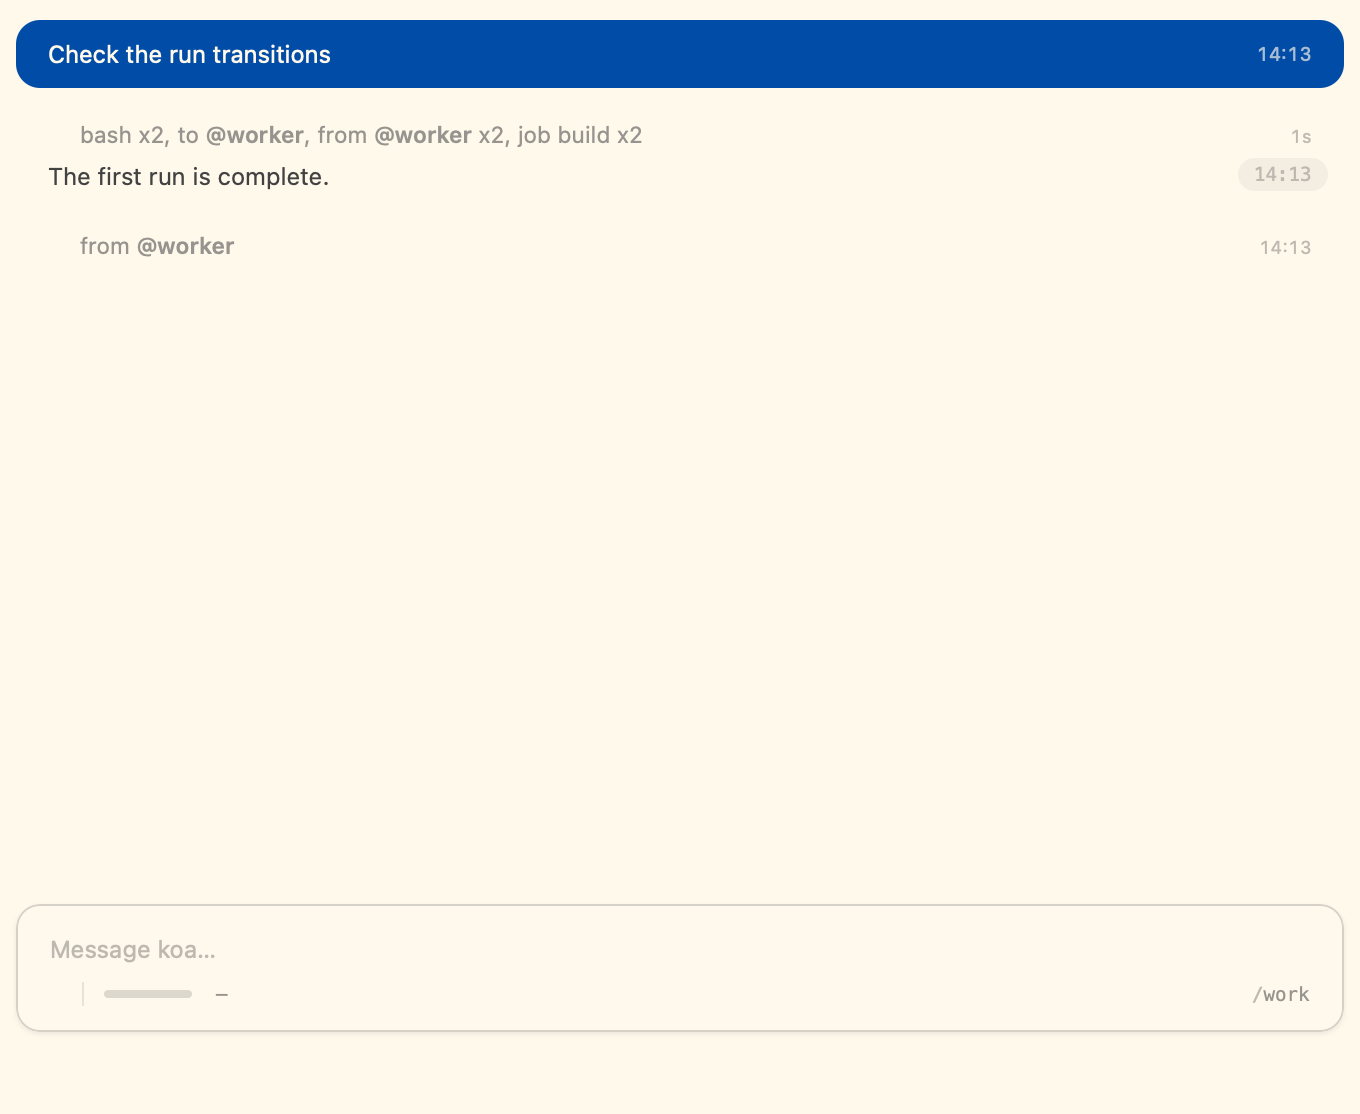 Check the run transitions 14:13
bash x2, to @worker, from @worker x2, job build x2 1s
The first run is complete. 14:13
from @worker 14:13
Message koa...
– /work